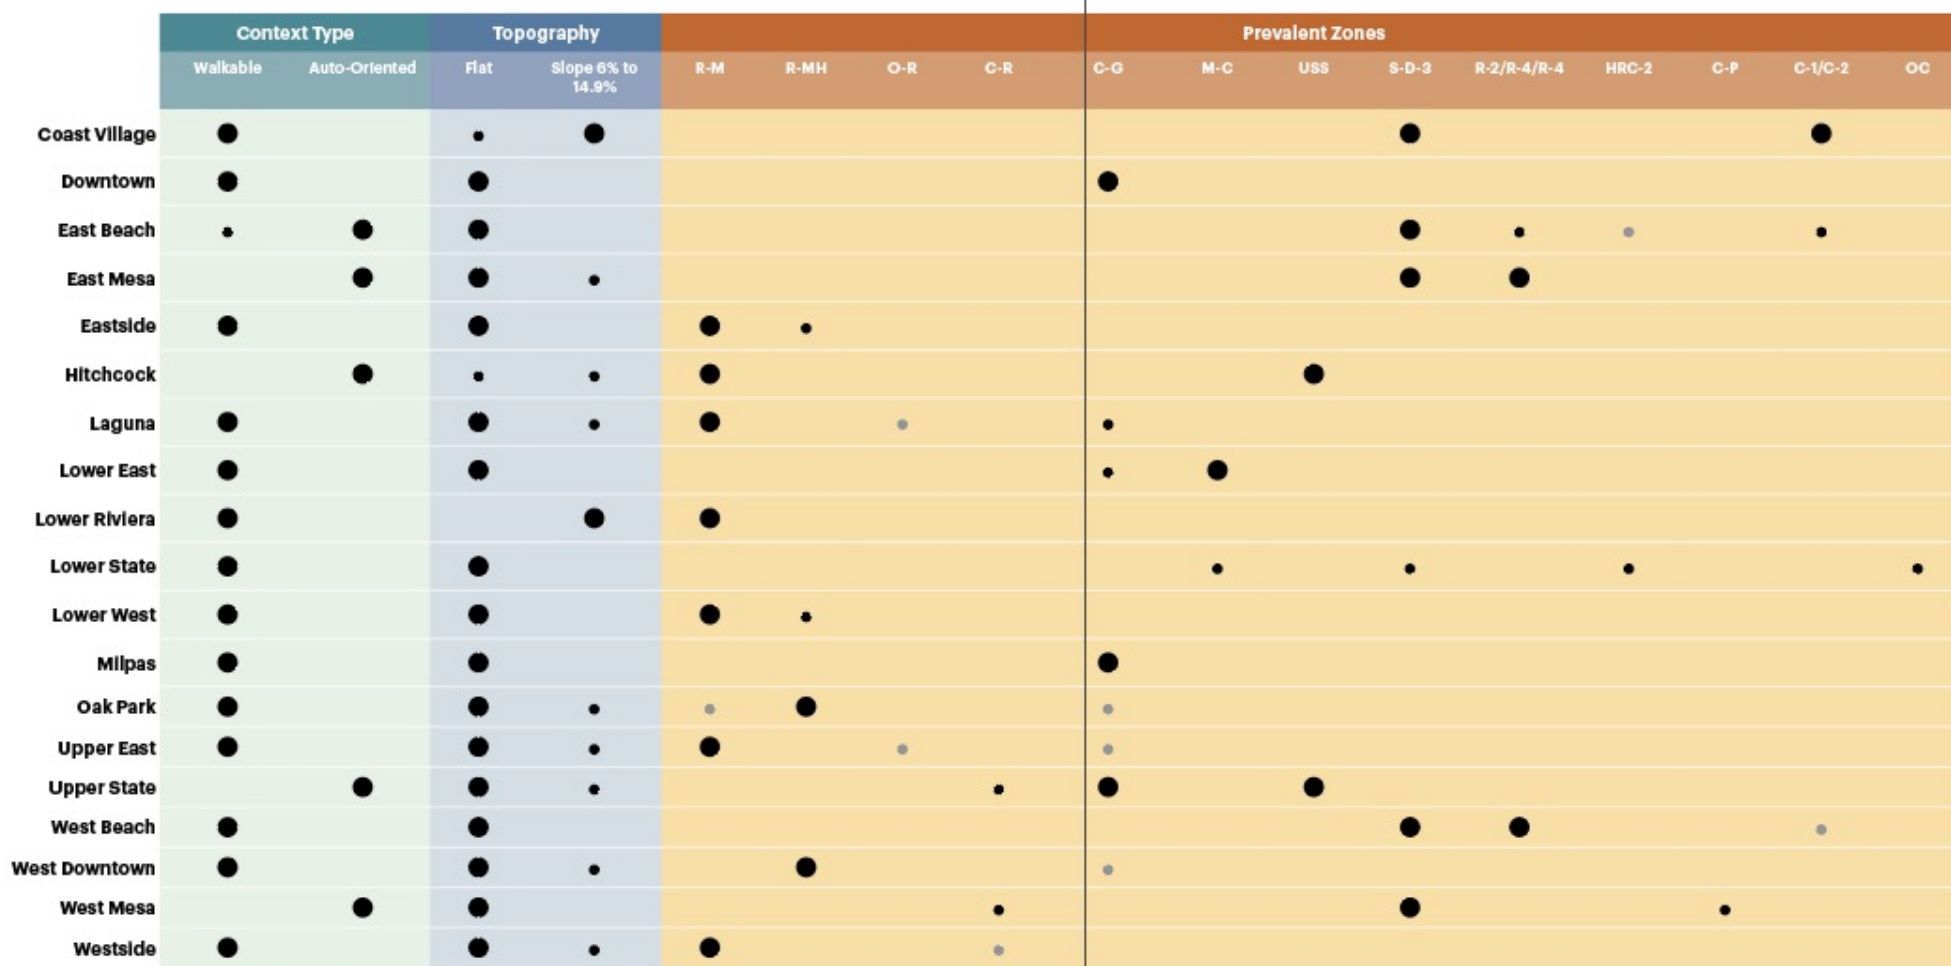 Context Type Topography Prevalent Zones
Walkable Auto-Oriented Flat Slope 6% to 14.9% R-M R-MH O-R C-R C-G M-C USS S-D-3 R-2/R-4/R-4 HRC-2 C-P C-1/C-2 OC
Coast Village
Downtown
East Beach
East Mesa
Eastside
Hitchcock
Laguna
Lower East
Lower Riviera
Lower State
Lower West
Milpas
Oak Park
Upper East
Upper State
West Beach
West Downtown
West Mesa
Westside